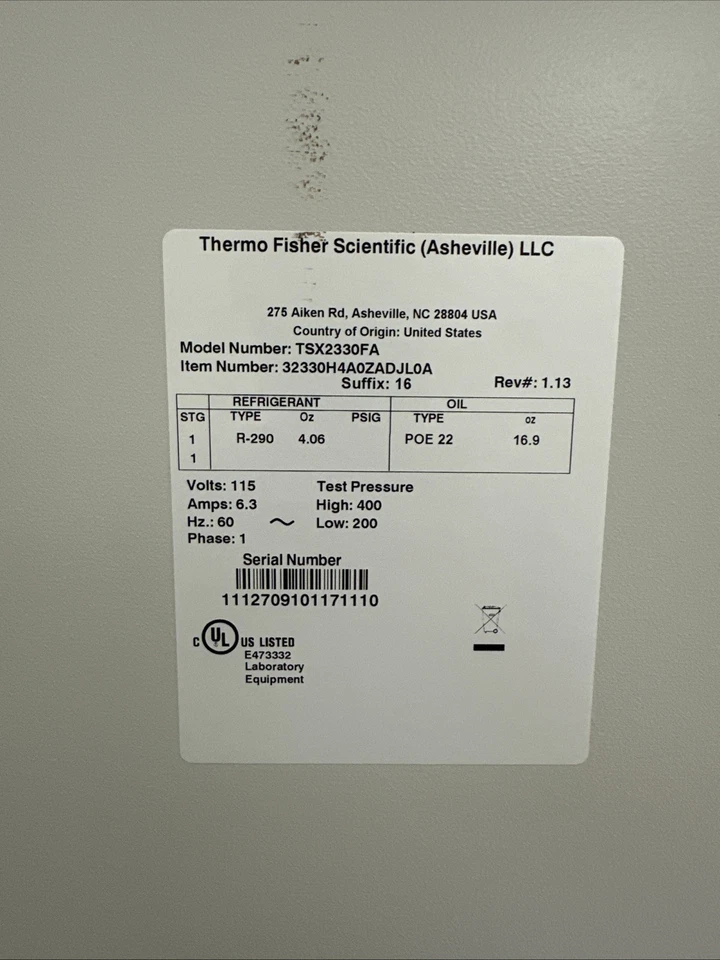 Thermo Fisher Scientific (Asheville) LLC
275 Aiken Rd, Asheville, NC 28804 USA
Country of Origin: United States
Model Number: TSX2330FA
Item Number: 32330H4A0ZADJL0A
Suffix: 16 Rev#: 1.13
REFRIGERANT OIL
STG TYPE Oz PSIG TYPE oz
1 R-290 4.06 POE 22 16.9
1
Volts: 115 Test Pressure
Amps: 6.3 High: 400
Hz.: 60 ~ Low: 200
Phase: 1
Serial Number
1112709101171110
C UL US LISTED
E473332
Laboratory
Equipment